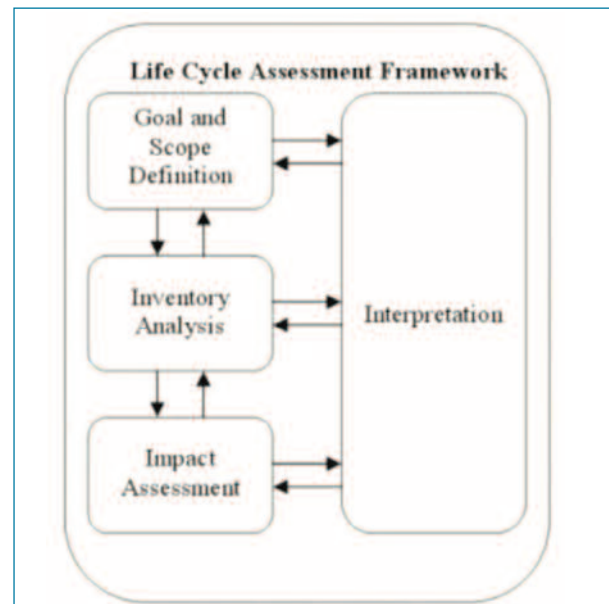 Life Cycle Assessment Framework
Goal and
Scope
Definition
Inventory
Analysis
Interpretation
Impact
Assessment